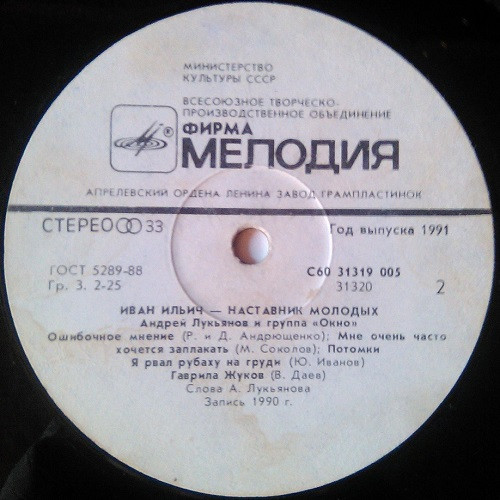 МИНИСТЕРСТВО
КУЛЬТУРЫ СССР
ВСЕСОЮЗНОЕ ТВОРЧЕСКО-
ПРОИЗВОДСТВЕННОЕ ОБЪЕДИНЕНИЕ
®
ФИРМА
МЕЛОДИЯ
АПРЕЛЕВСКИЙ ОРДЕНА ЛЕНИНА ЗАВОД ГРАМПЛАСТИНОК
СТЕРЕО 33
Год выпуска 1991
ГОСТ 5289-88
С60 31319 005
Гр. 3. 2-25
31320
2
ИВАН ИЛЬИЧ — НАСТАВНИК МОЛОДЫХ
Андрей Лукьянов и группа «Окно»
Ошибочное мнение (Р. и Д. Андрющенко); Мне очень часто
хочется заплакать (М. Соколов); Потомки
Я рвал рубаху на груди (Ю. Иванов)
Гаврила Жуков (В. Даев)
Слова А. Лукьянова
Запись 1990 г.